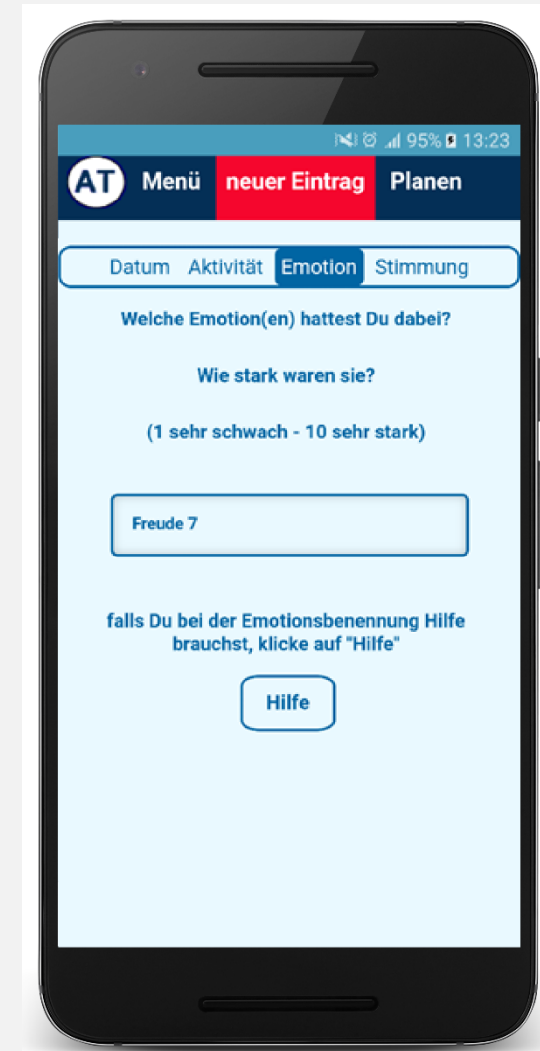 95% 13:23
AT Menü neuer Eintrag Planen
Datum Aktivität Emotion Stimmung
Welche Emotion(en) hattest Du dabei?
Wie stark waren sie?
(1 sehr schwach - 10 sehr stark)
Freude 7
falls Du bei der Emotionsbenennung Hilfe
brauchst, klicke auf "Hilfe"
Hilfe